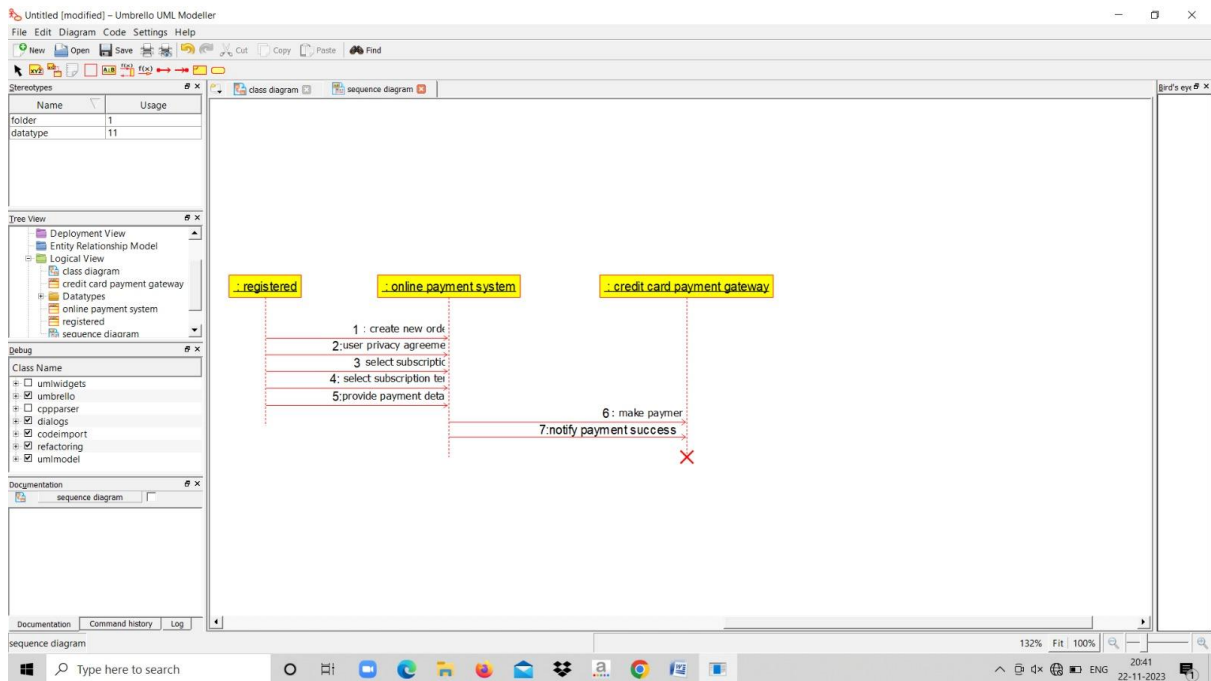 Untitled [modified] – Umbrello UML Modeller
File Edit Diagram Code Settings Help
New Open Save Cut Copy Paste Find
xyz A:B f(x) f(x)
Stereotypes
class diagram sequence diagram
Bird's eye
Name Usage
folder 1
datatype 11
Tree View
Deployment View
Entity Relationship Model
Logical View
class diagram
credit card payment gateway
Datatypes
online payment system
registered
sequence diagram
: registered : online payment system : credit card payment gateway
1 : create new orde
2:user privacy agreeme
3 select subscriptic
4: select subscription ter
5:provide payment deta
6 : make paymer
7:notify payment success
Debug
Class Name
umlwidgets
umbrello
cppparser
dialogs
codeimport
refactoring
umlmodel
Documentation
sequence diagram
Documentation Command history Log
sequence diagram
132% Fit 100%
Type here to search
a
W
ENG
20:41
22-11-2023
1